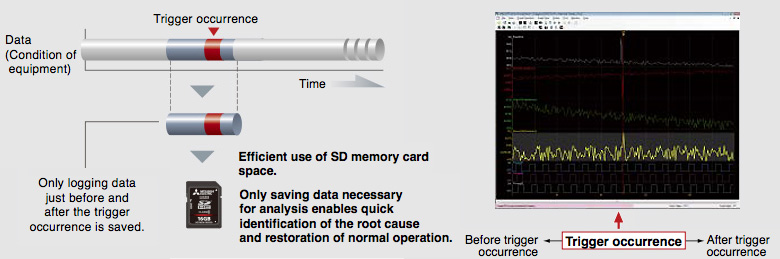 Trigger occurrence
Data
(Condition of
equipment)
Time
Only logging data
just before and
after the trigger
occurrence is saved.
16GB
Efficient use of SD memory card
space.
Only saving data necessary
for analysis enables quick
identification of the root cause
and restoration of normal operation.
Before trigger
occurrence
Trigger occurrence
After trigger
occurrence